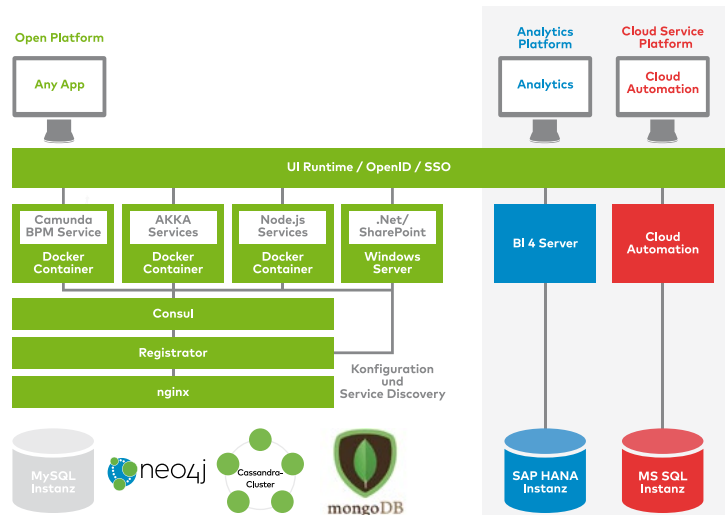 Open Platform
Analytics
Platform
Cloud Service
Platform
Any App
Analytics
Cloud
Automation
UI Runtime / OpenID / SSO
Camunda
BPM Service
Docker
Container
AKKA
Services
Docker
Container
Node.js
Services
Docker
Container
.Net/
SharePoint
Windows
Server
BI 4 Server
Cloud
Automation
Consul
Registrator
nginx
Konfiguration
und
Service Discovery
MySQL
Instanz
neo4j
Cassandra-
Cluster
mongoDB
SAP HANA
Instanz
MS SQL
Instanz